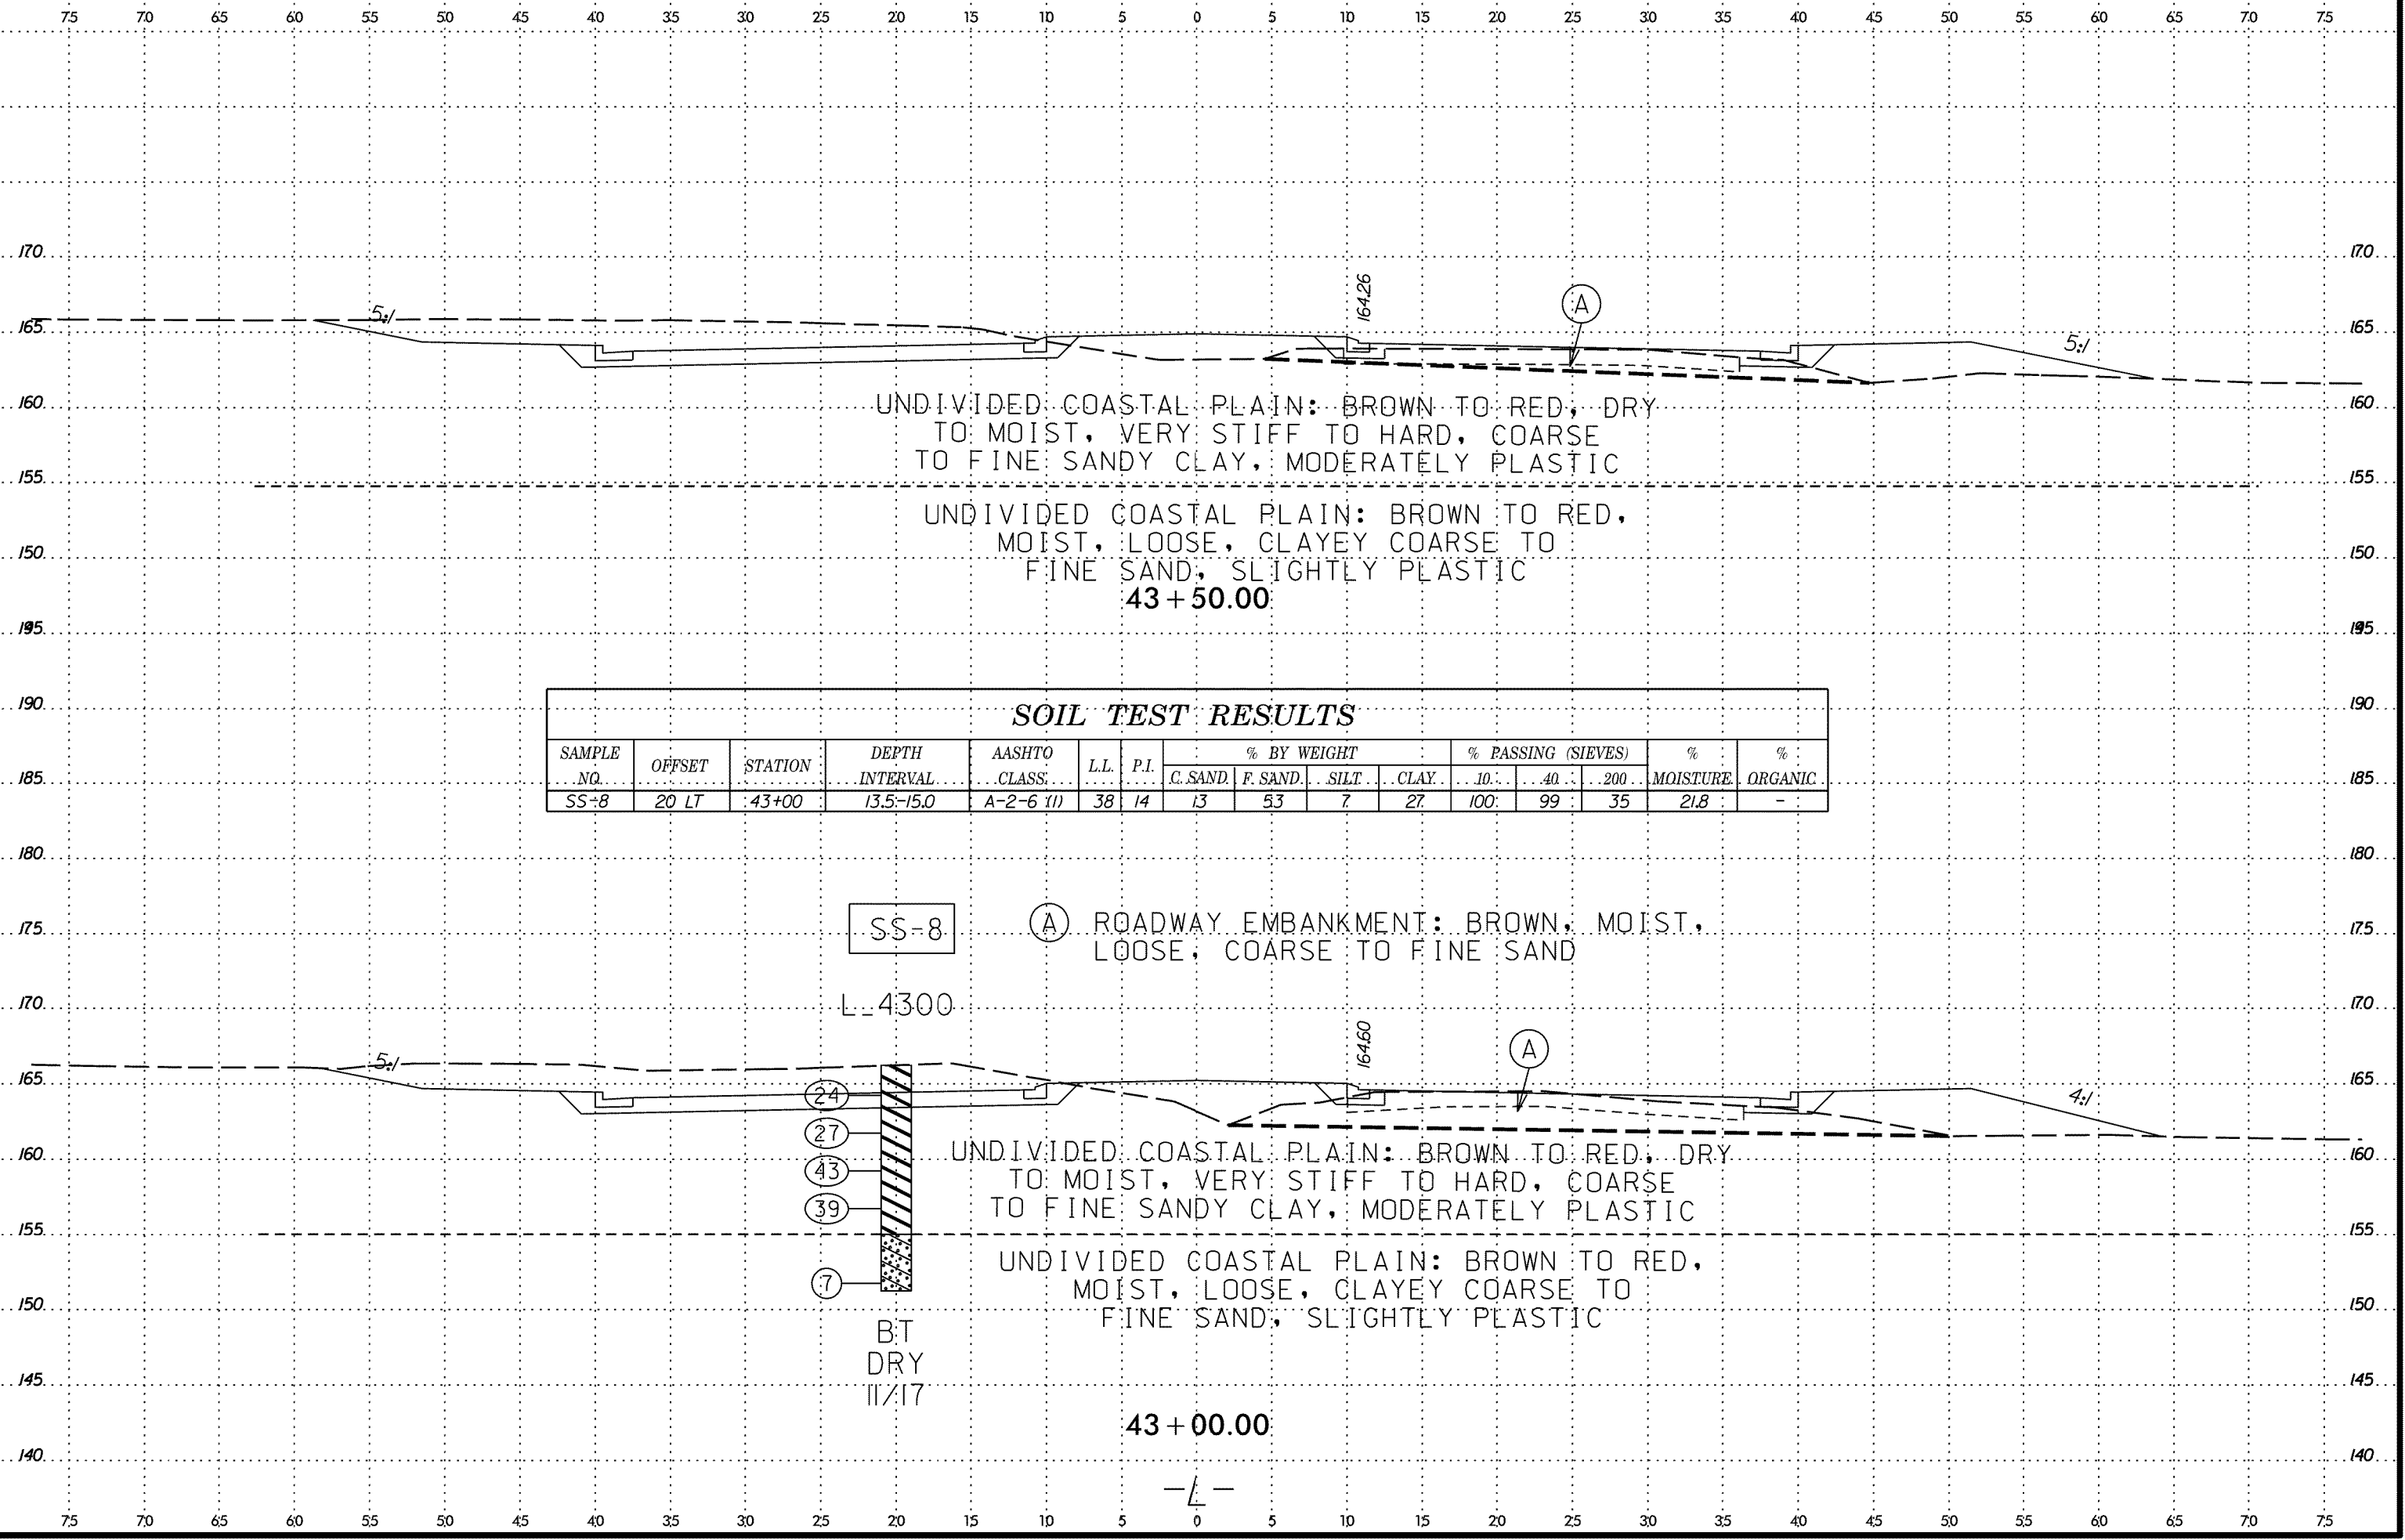 75 70 65 60 55 50 45 40 35 30 25 20 15 10 5 0 5 10 15 20 25 30 35 40 45 50 55 60 65 70 75
170 170
164.26
A
5:1
165 165
5:1
160 160
UNDIVIDED COASTAL PLAIN: BROWN TO RED, DRY
TO MOIST, VERY STIFF TO HARD, COARSE
TO FINE SANDY CLAY, MODERATELY PLASTIC
155 155
UNDIVIDED COASTAL PLAIN: BROWN TO RED,
MOIST, LOOSE, CLAYEY COARSE TO
150 150
FINE SAND, SLIGHTLY PLASTIC
43+50.00
195 195
190 190
SOIL TEST RESULTS
SAMPLE NO. OFFSET STATION DEPTH INTERVAL AASHTO CLASS. L.L. P.I. % BY WEIGHT % PASSING (SIEVES) % MOISTURE % ORGANIC
C. SAND F. SAND SILT CLAY 10 40 200
185 185
SS-8 20 LT 43+00 13.5-15.0 A-2-6 (1) 38 14 13 53 7 27 100 99 35 21.8 -
180 180
SS-8
A ROADWAY EMBANKMENT: BROWN, MOIST,
LOOSE, COARSE TO FINE SAND
175 175
L_4300
170 170
164.60
A
5:1
165 165
24
4:1
27
160 160
UNDIVIDED COASTAL PLAIN: BROWN TO RED, DRY
TO MOIST, VERY STIFF TO HARD, COARSE
TO FINE SANDY CLAY, MODERATELY PLASTIC
43
39
155 155
UNDIVIDED COASTAL PLAIN: BROWN TO RED,
MOIST, LOOSE, CLAYEY COARSE TO
FINE SAND, SLIGHTLY PLASTIC
7
150 150
BT
DRY
11/17
145 145
43+00.00
140 140
-L-
75 70 65 60 55 50 45 40 35 30 25 20 15 10 5 0 5 10 15 20 25 30 35 40 45 50 55 60 65 70 75